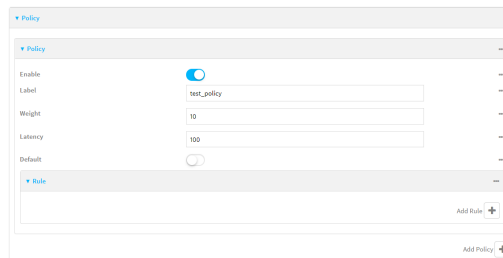 Policy
Policy
Enable
Label test_policy
Weight 10
Latency 100
Default
Rule
Add Rule
Add Policy